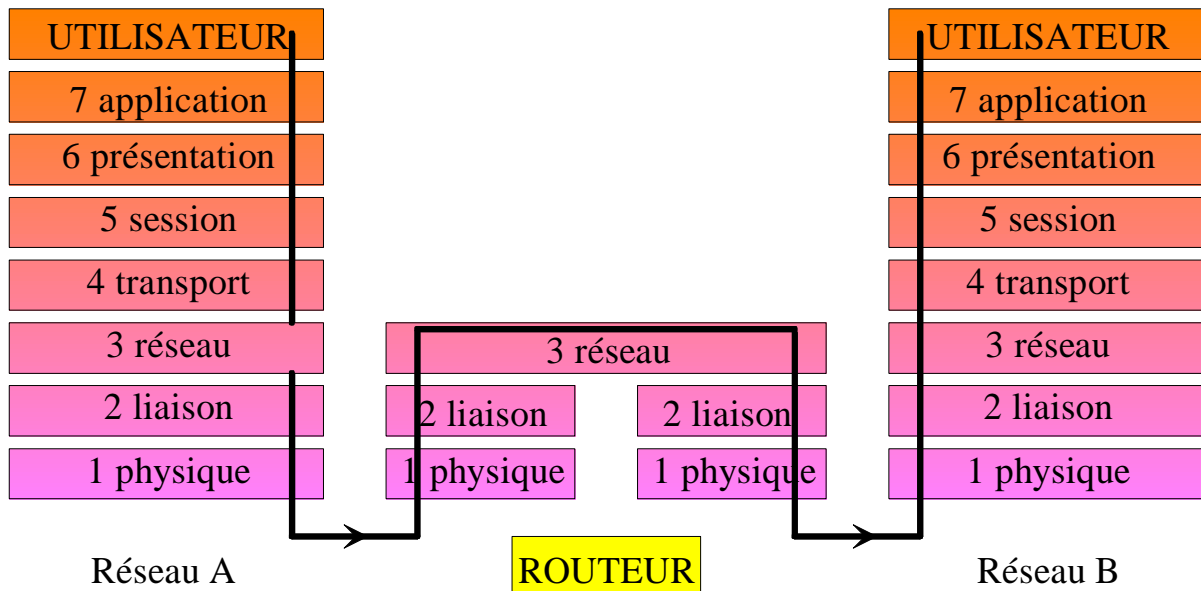 UTILISATEUR
7 application
6 présentation
5 session
4 transport
3 réseau
2 liaison
1 physique
Réseau A
3 réseau
2 liaison
2 liaison
1 physique
1 physique
ROUTEUR
UTILISATEUR
7 application
6 présentation
5 session
4 transport
3 réseau
2 liaison
1 physique
Réseau B